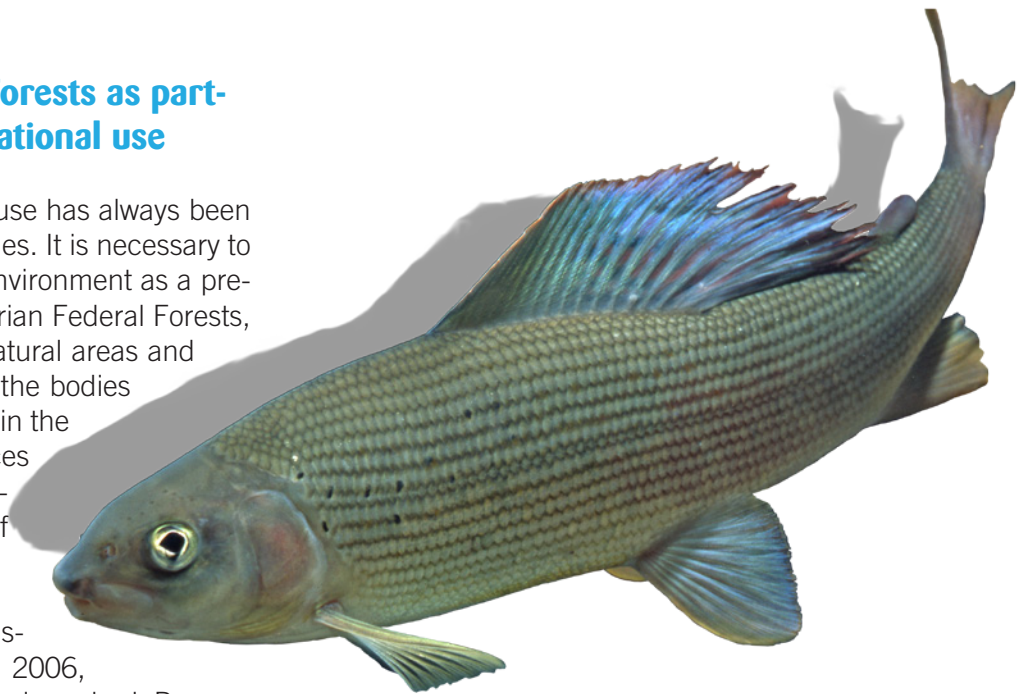 orests as part-
ational use
use has always been
es. It is necessary to
nvironment as a pre-
rian Federal Forests,
atural areas and
the bodies
in the
es
-
f
s-
2006,